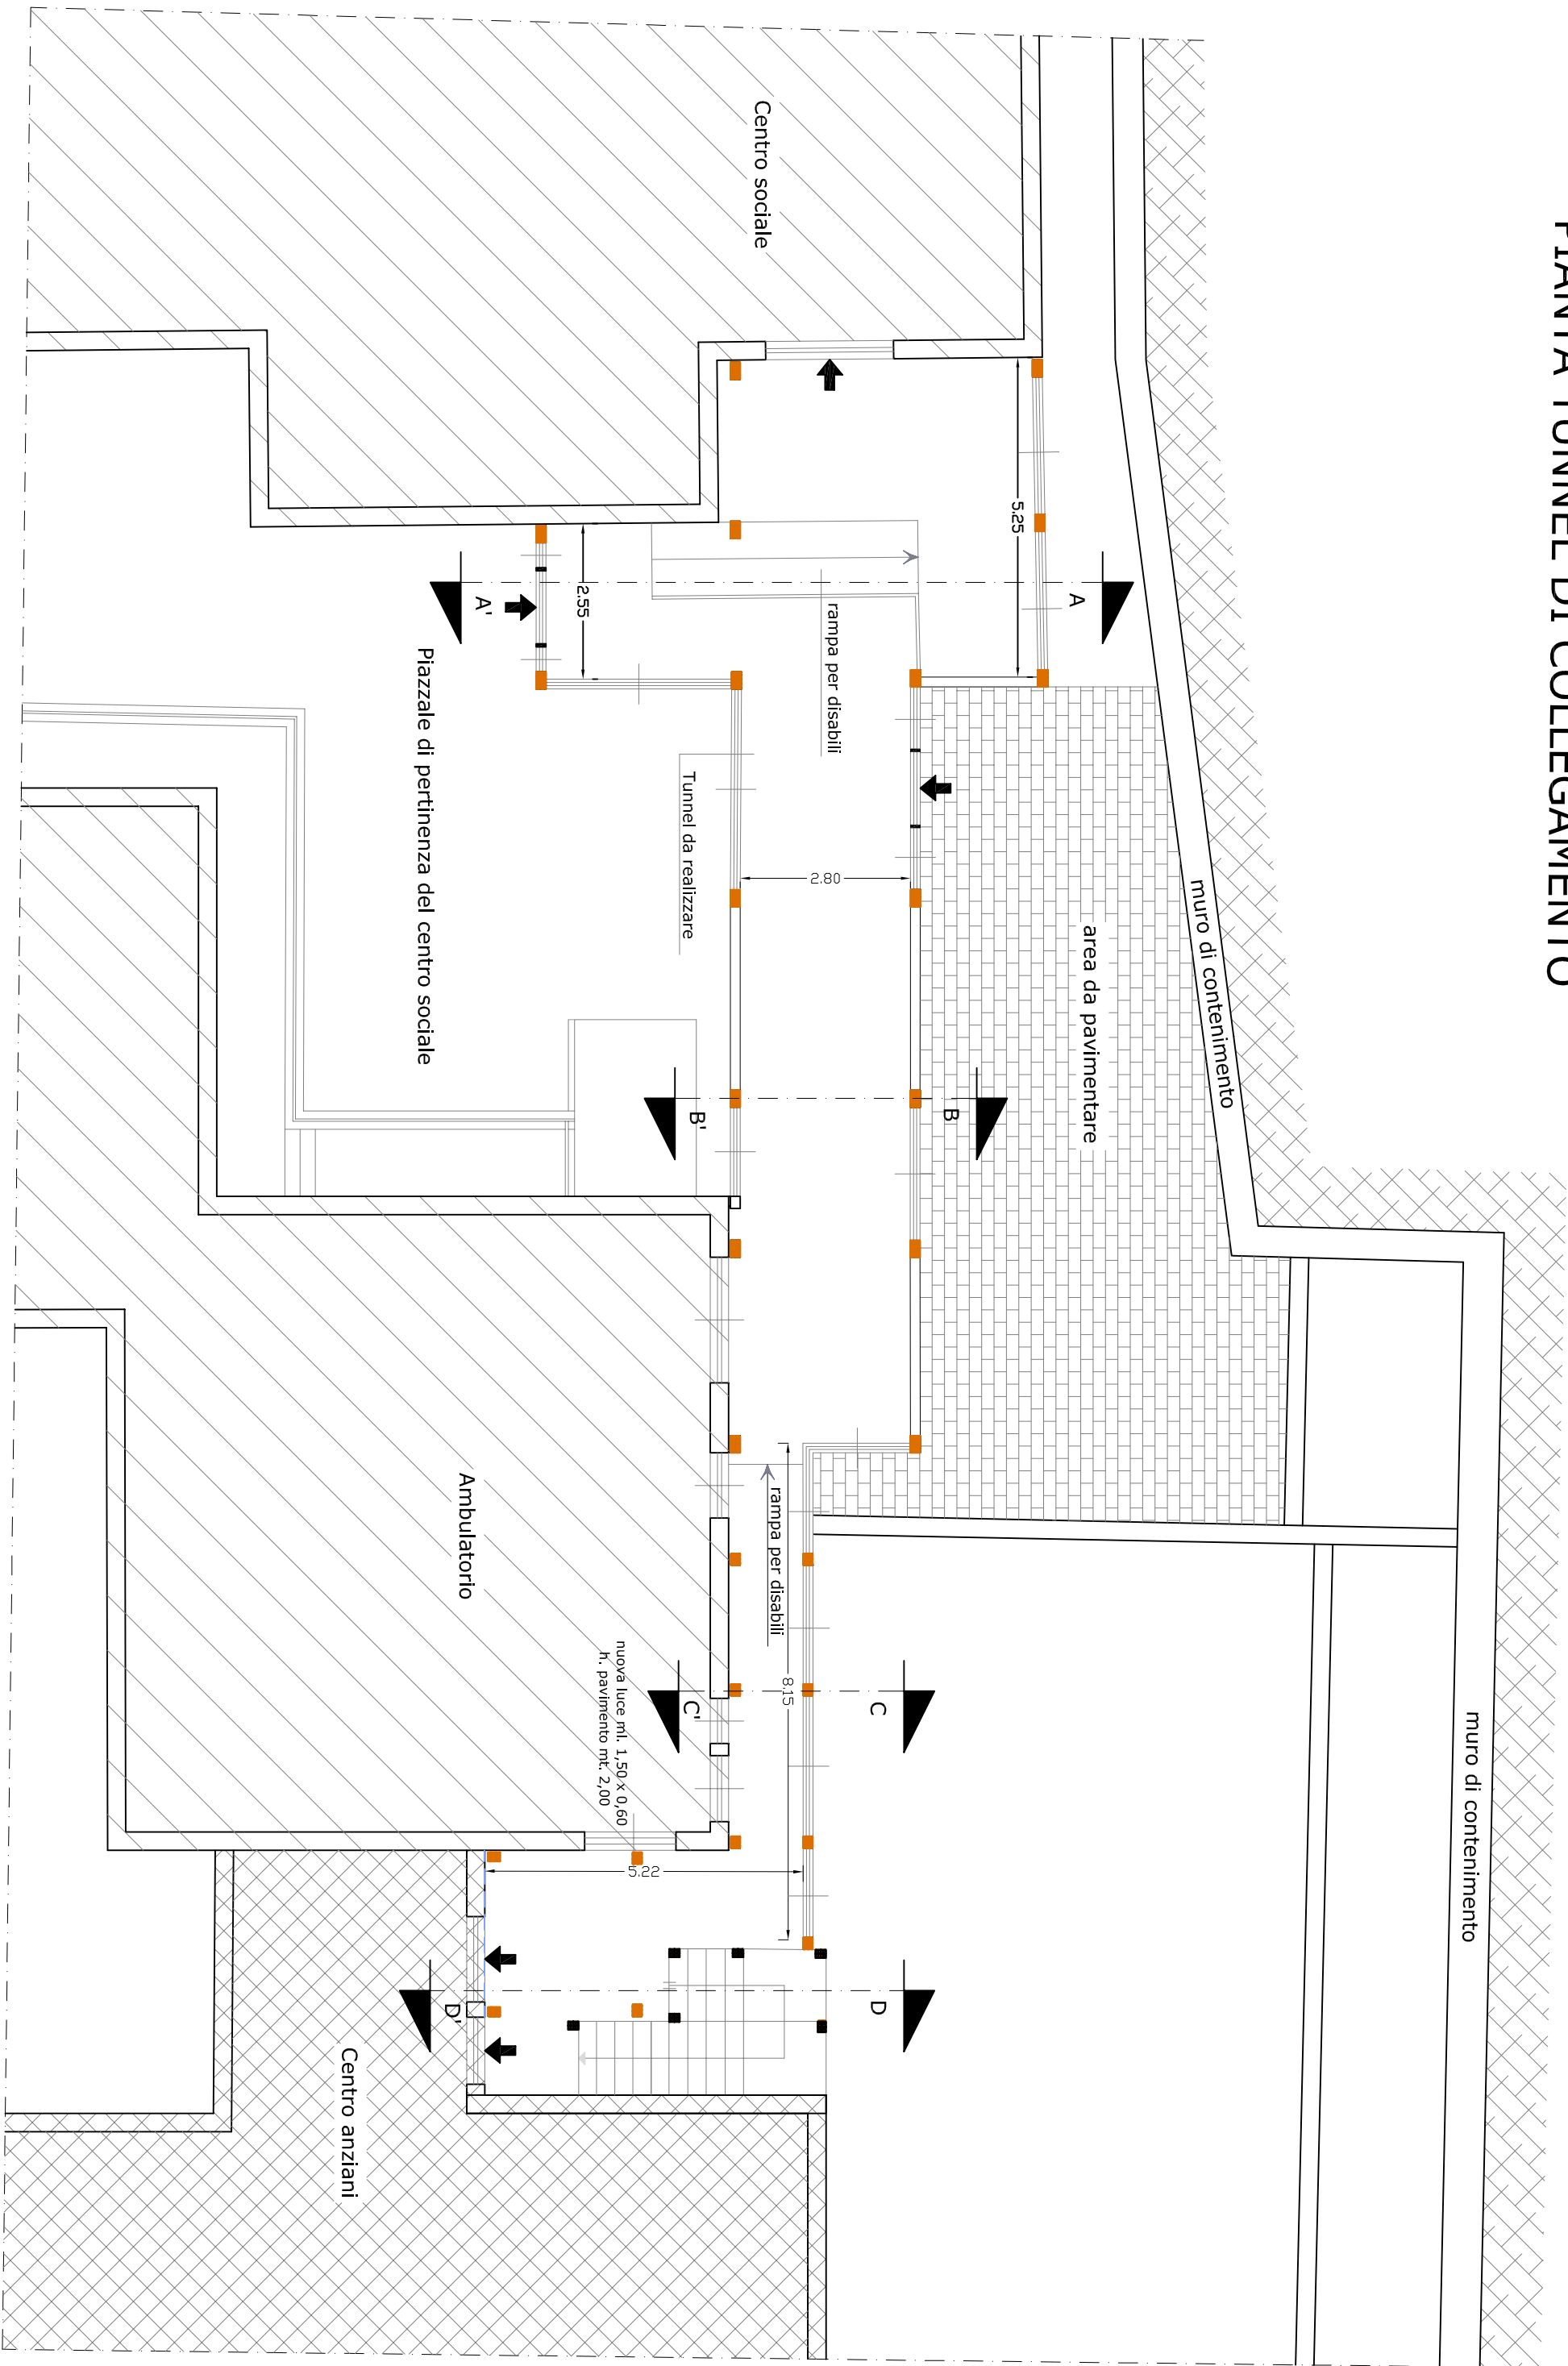 PIANTA TUNNEL DI COLLEGAMENTO
Centro sociale
5.25
A
A'
2.55
rampa per disabili
Piazzale di pertinenza del centro sociale
Tunnel da realizzare
2.80
area da pavimentare
muro di contenimento
B
B'
Ambulatorio
rampa per disabili
8.15
nuova luce ml. 1,50 x 0,60
h. pavimento mt. 2,00
C
C'
muro di contenimento
5.22
D
D'
Centro anziani